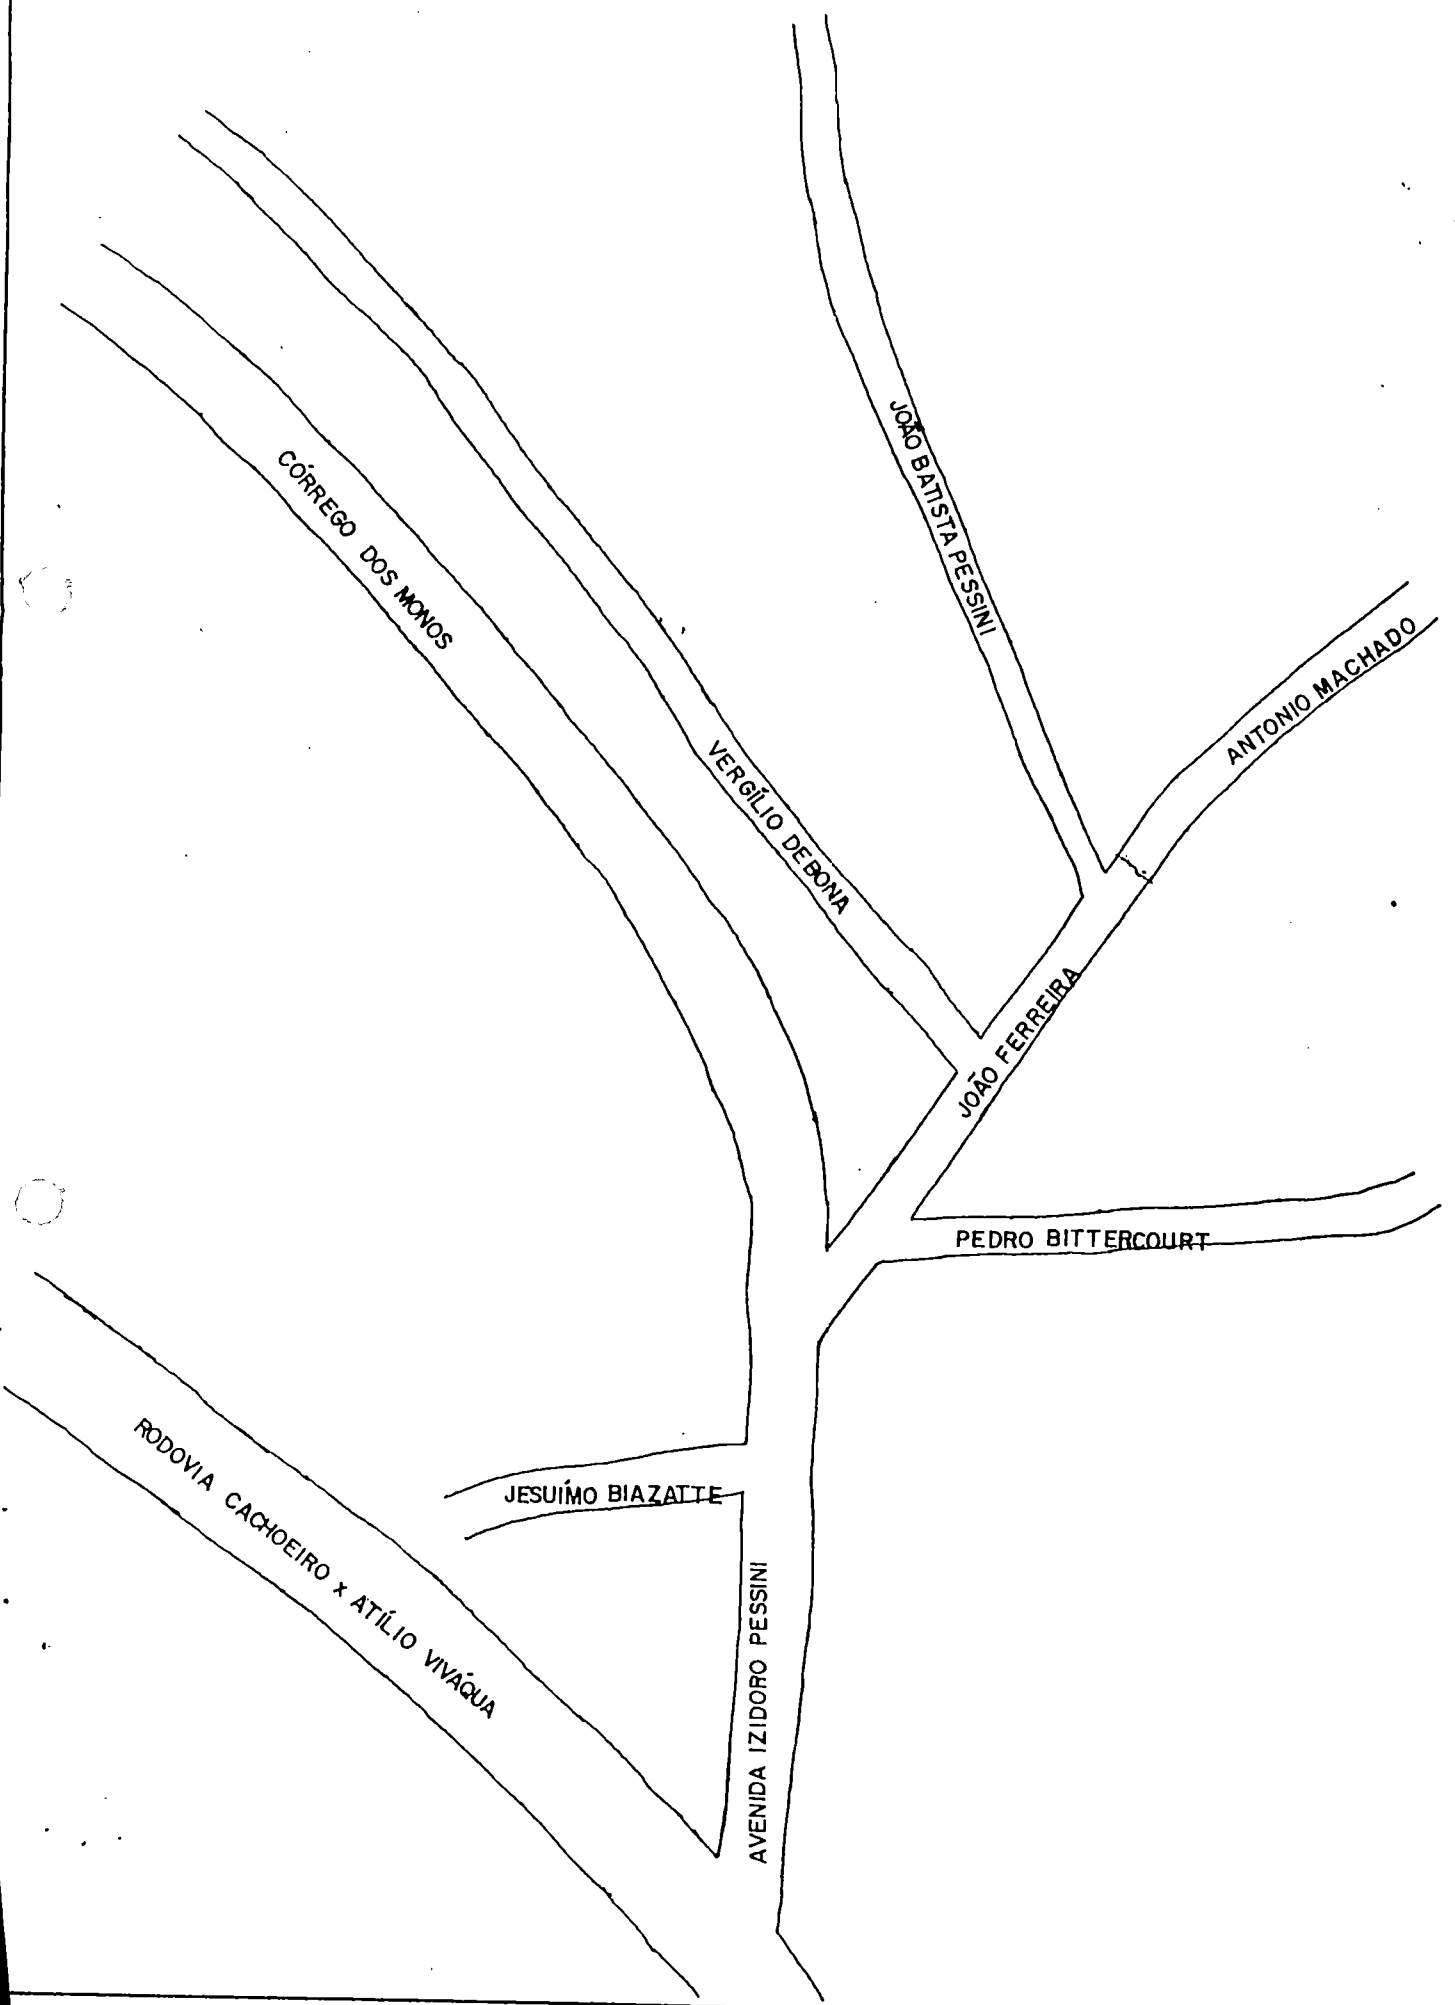 JOÃO BATISTA PESSINI
CÓRREGO DOS MONOS
ANTONIO MACHADO
VERGÍLIO DEBONA
JOÃO FERREIRA
PEDRO BITTERCOURT
RODOVIA CACHOEIRO x ATÍLIO VIVÁQUA
JESUÍMO BIAZATTE
AVENIDA IZIDORO PESSINI